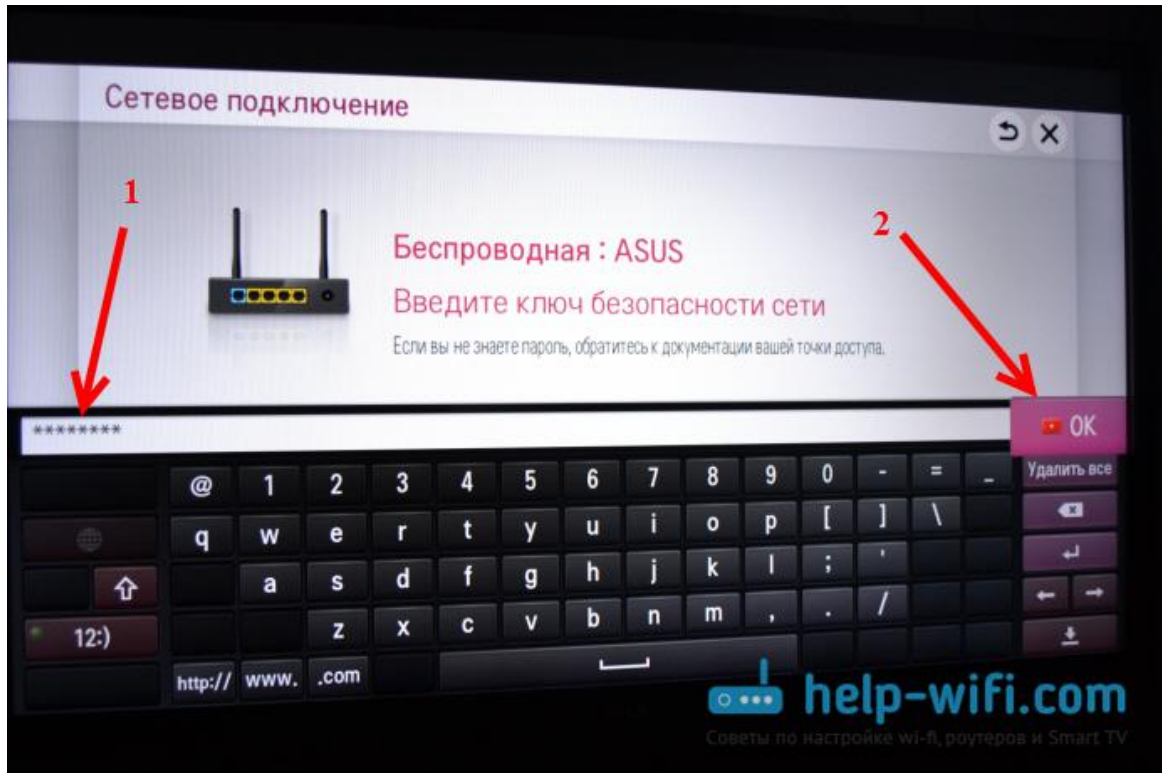 Сетевое подключение
1
2
Беспроводная : ASUS
Введите ключ безопасности сети
Если вы не знаете пароль, обратитесь к документации вашей точки доступа.
********
OK
@ 1 2 3 4 5 6 7 8 9 0 - = _ Удалить все
q w e r t y u i o p [ ] \
a s d f g h j k l ; '
12:) z x c v b n m , . /
http:// www. .com
help-wifi.com
Советы по настройке wi-fi, роутеров и Smart TV